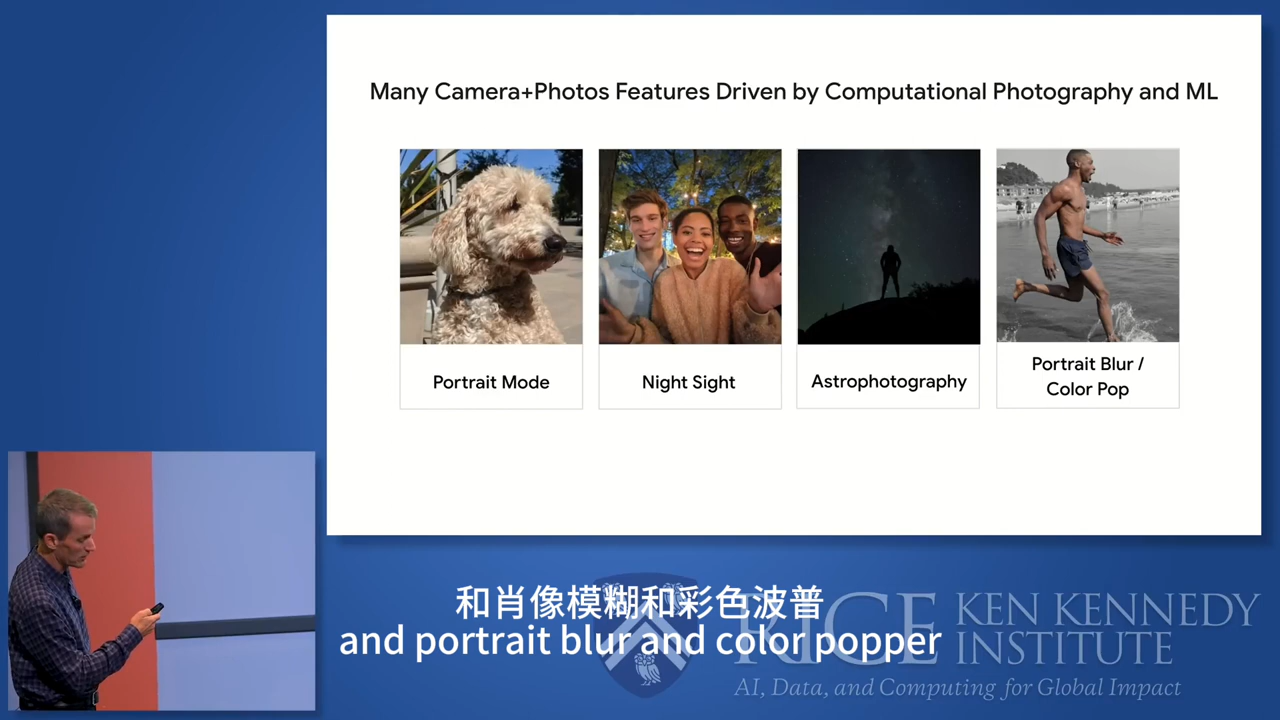 Many Camera+Photos Features Driven by Computational Photography and ML
Portrait Mode
Night Sight
Astrophotography
Portrait Blur /
Color Pop
和肖像模糊和彩色波普
and portrait blur and color popper
RICE
KEN KENNEDY
INSTITUTE
AI, Data, and Computing for Global Impact